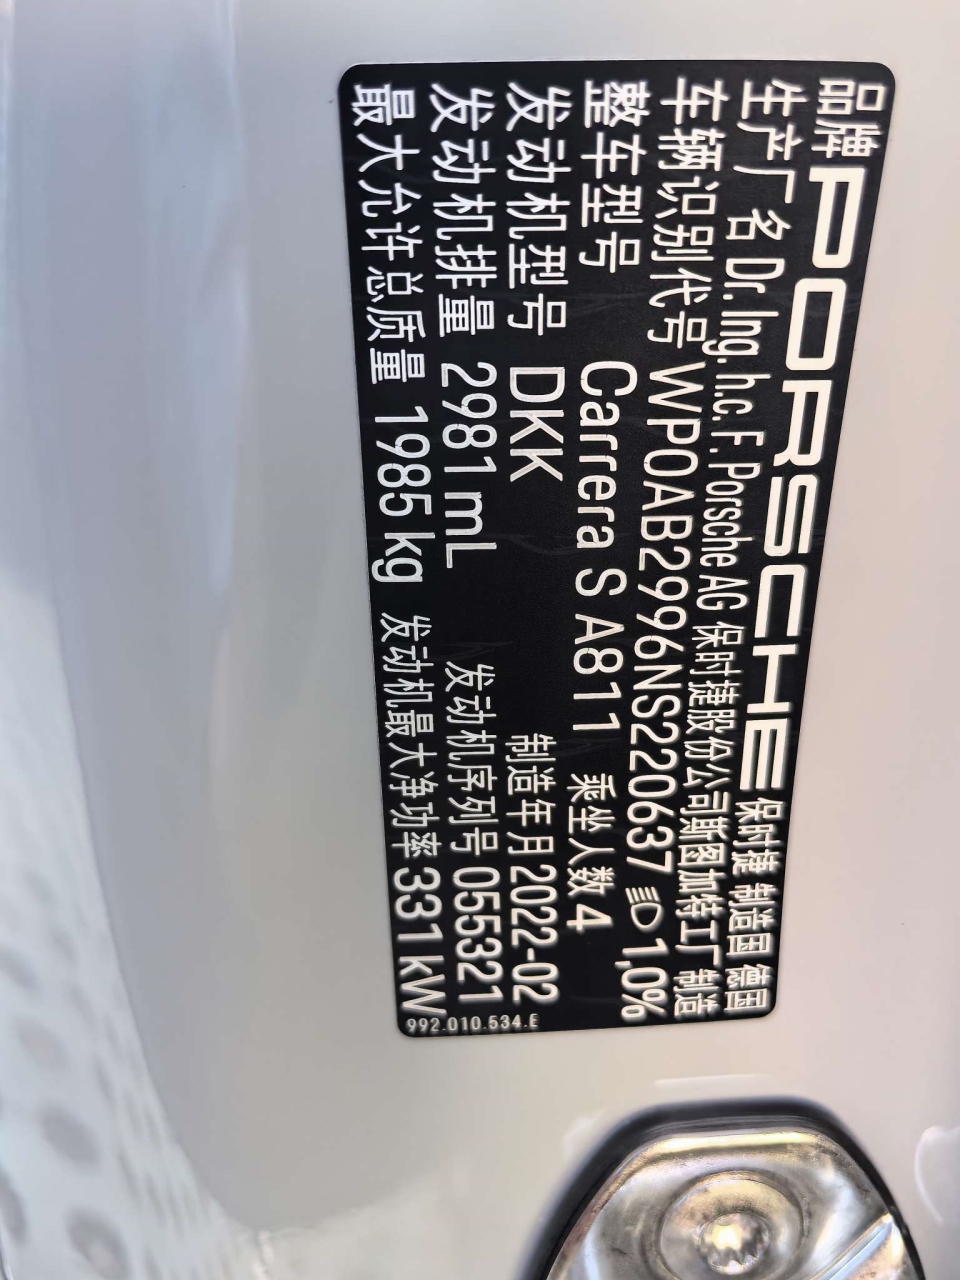 品牌 PORSCHE 保时捷 制造国 德国
生产厂名 Dr. Ing. h.c. F. Porsche AG 保时捷股份公司斯图加特工厂 制造
车辆识别代号 WP0AB2996NS220637 1,0%
整车型号 Carrera S A811 乘坐人数 4
发动机型号 DKK 制造年月 2022-02
发动机排量 2981 mL 发动机序列号 055321
最大允许总质量 1985 kg 发动机最大净功率 331 kW
992.010.534.E